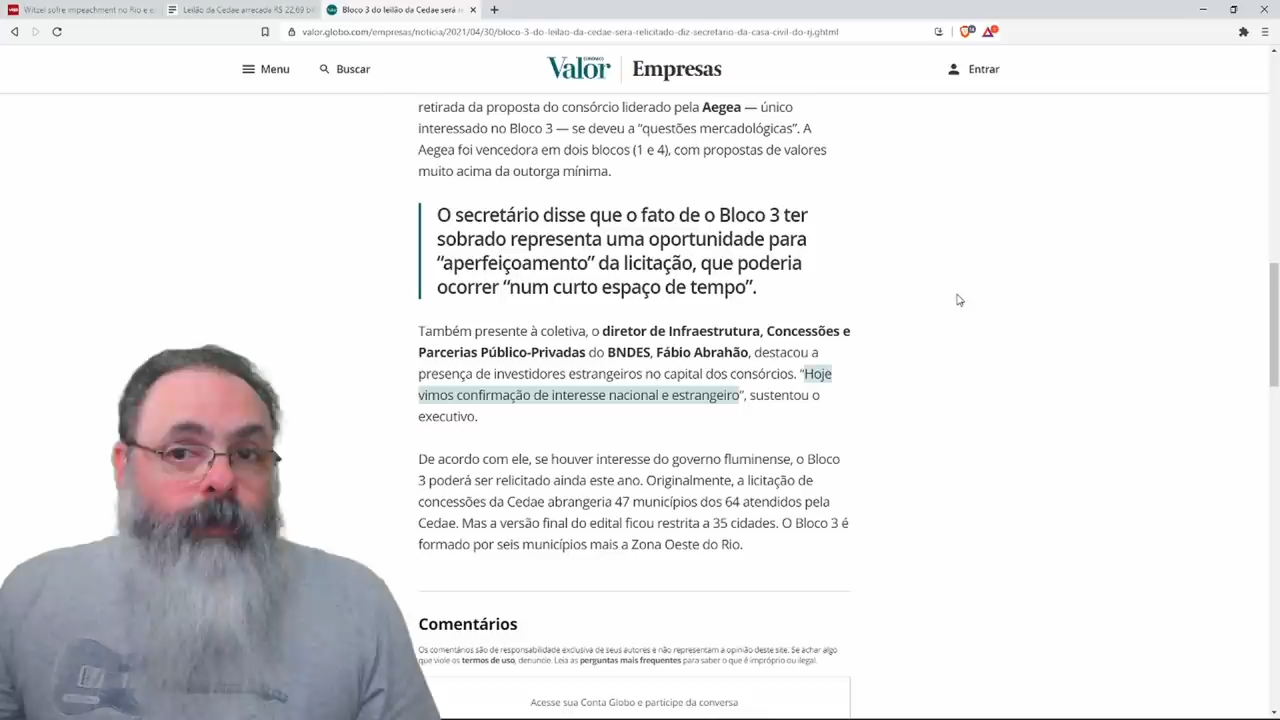 Witzel sofre impeachment no Rio e
Leilão da Cedae arrecada R$ 22,69 bi
Bloco 3 do leilão da Cedae será r
valor.globo.com/empresas/noticia/2021/04/30/bloco-3-do-leilao-da-cedae-sera-relicitado-diz-secretario-da-casa-civil-do-rj.ghtml
Menu
Buscar
Valor
ECONÔMICO
Empresas
Entrar
retirada da proposta do consórcio liderado pela Aegea — único
interessado no Bloco 3 — se deveu a “questões mercadológicas”. A
Aegea foi vencedora em dois blocos (1 e 4), com propostas de valores
muito acima da outorga mínima.
O secretário disse que o fato de o Bloco 3 ter
sobrado representa uma oportunidade para
“aperfeiçoamento” da licitação, que poderia
ocorrer “num curto espaço de tempo”.
Também presente à coletiva, o diretor de Infraestrutura, Concessões e
Parcerias Público-Privadas do BNDES, Fábio Abrahão, destacou a
presença de investidores estrangeiros no capital dos consórcios. “Hoje
vimos confirmação de interesse nacional e estrangeiro”, sustentou o
executivo.
De acordo com ele, se houver interesse do governo fluminense, o Bloco
3 poderá ser relicitado ainda este ano. Originalmente, a licitação de
concessões da Cedae abrangeria 47 municípios dos 64 atendidos pela
Cedae. Mas a versão final do edital ficou restrita a 35 cidades. O Bloco 3 é
formado por seis municípios mais a Zona Oeste do Rio.
Comentários
Os comentários são de responsabilidade exclusiva de seus autores e não representam a opinião deste site. Se achar algo
que viole os termos de uso, denuncie. Leia as perguntas mais frequentes para saber o que é impróprio ou ilegal.
Acesse sua Conta Globo e participe da conversa